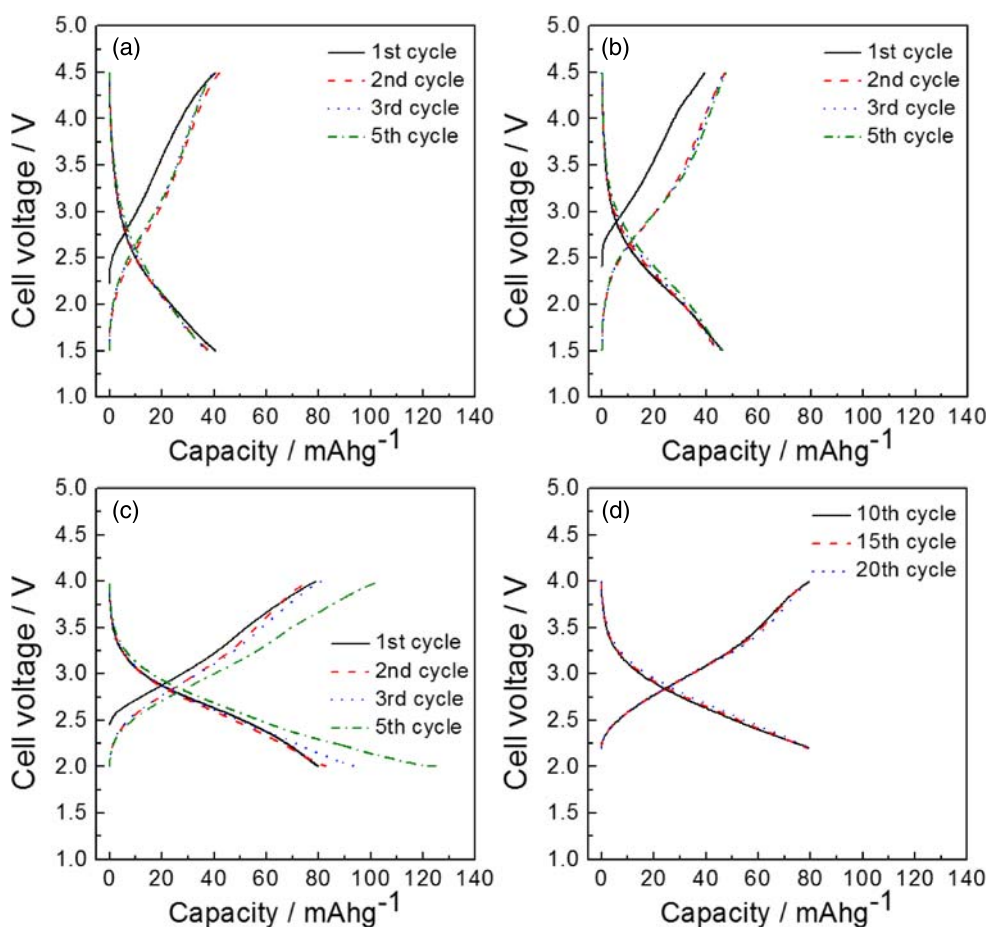 (a)
1st cycle
2nd cycle
3rd cycle
5th cycle
5.0
4.5
4.0
3.5
3.0
2.5
2.0
1.5
1.0
Cell voltage / V
0 20 40 60 80 100 120 140
Capacity / mAhg-1
(b)
1st cycle
2nd cycle
3rd cycle
5th cycle
5.0
4.5
4.0
3.5
3.0
2.5
2.0
1.5
1.0
Cell voltage / V
0 20 40 60 80 100 120 140
Capacity / mAhg-1
(c)
1st cycle
2nd cycle
3rd cycle
5th cycle
5.0
4.5
4.0
3.5
3.0
2.5
2.0
1.5
1.0
Cell voltage / V
0 20 40 60 80 100 120 140
Capacity / mAhg-1
(d)
10th cycle
15th cycle
20th cycle
5.0
4.5
4.0
3.5
3.0
2.5
2.0
1.5
1.0
Cell voltage / V
0 20 40 60 80 100 120 140
Capacity / mAhg-1